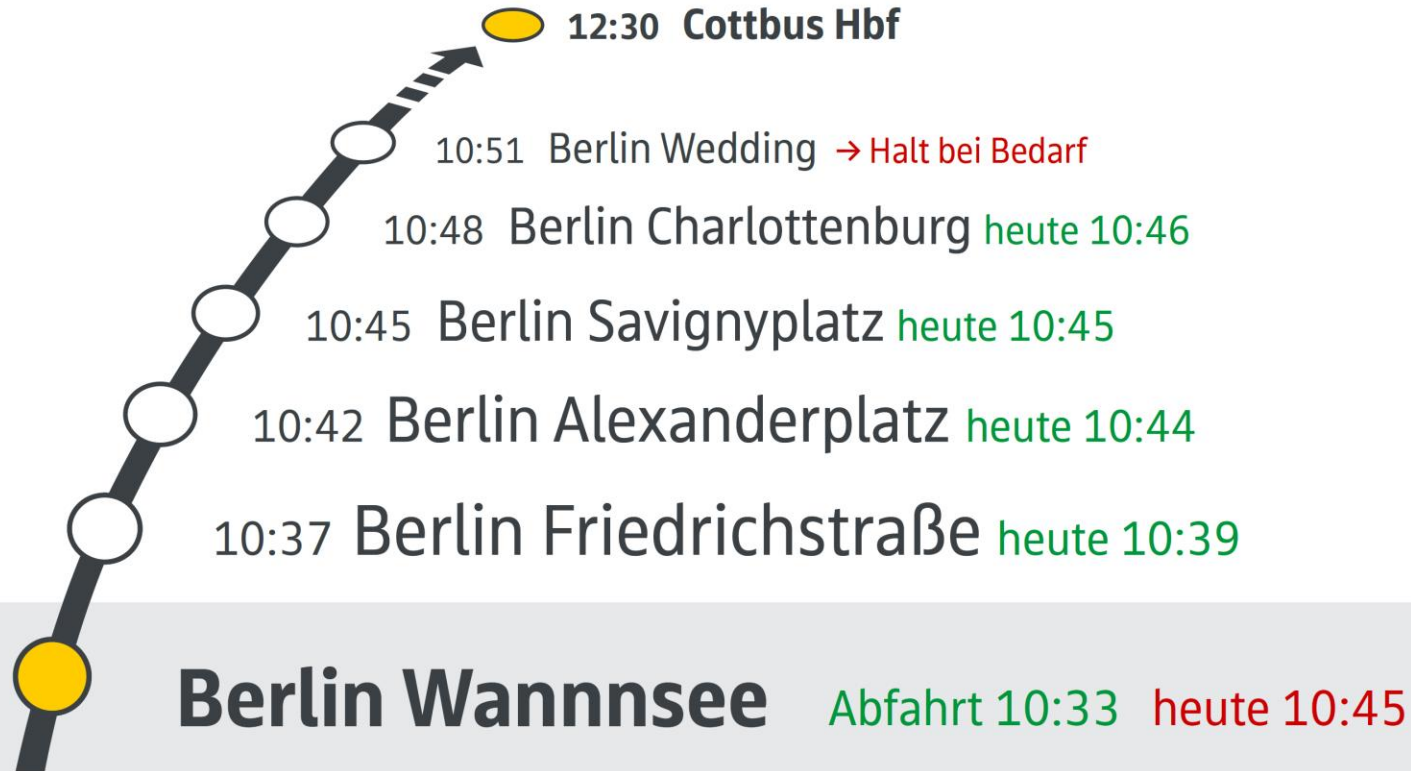 12:30 Cottbus Hbf
10:51 Berlin Wedding → Halt bei Bedarf
10:48 Berlin Charlottenburg heute 10:46
10:45 Berlin Savignyplatz heute 10:45
10:42 Berlin Alexanderplatz heute 10:44
10:37 Berlin Friedrichstraße heute 10:39
Berlin Wannnsee Abfahrt 10:33 heute 10:45